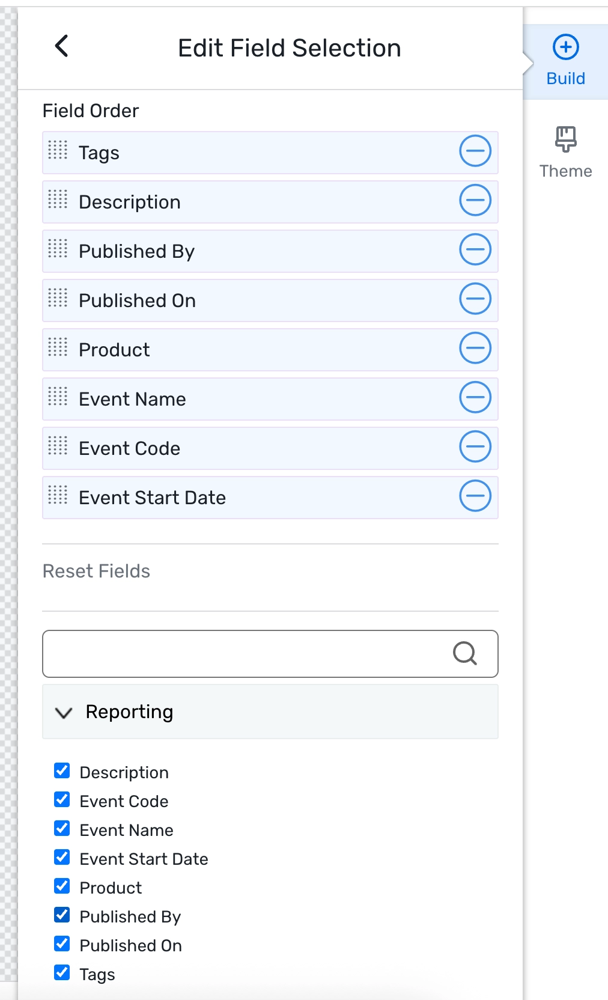 Edit Field Selection
Build
Theme
Field Order
Tags
Description
Published By
Published On
Product
Event Name
Event Code
Event Start Date
Reset Fields
Reporting
Description
Event Code
Event Name
Event Start Date
Product
Published By
Published On
Tags